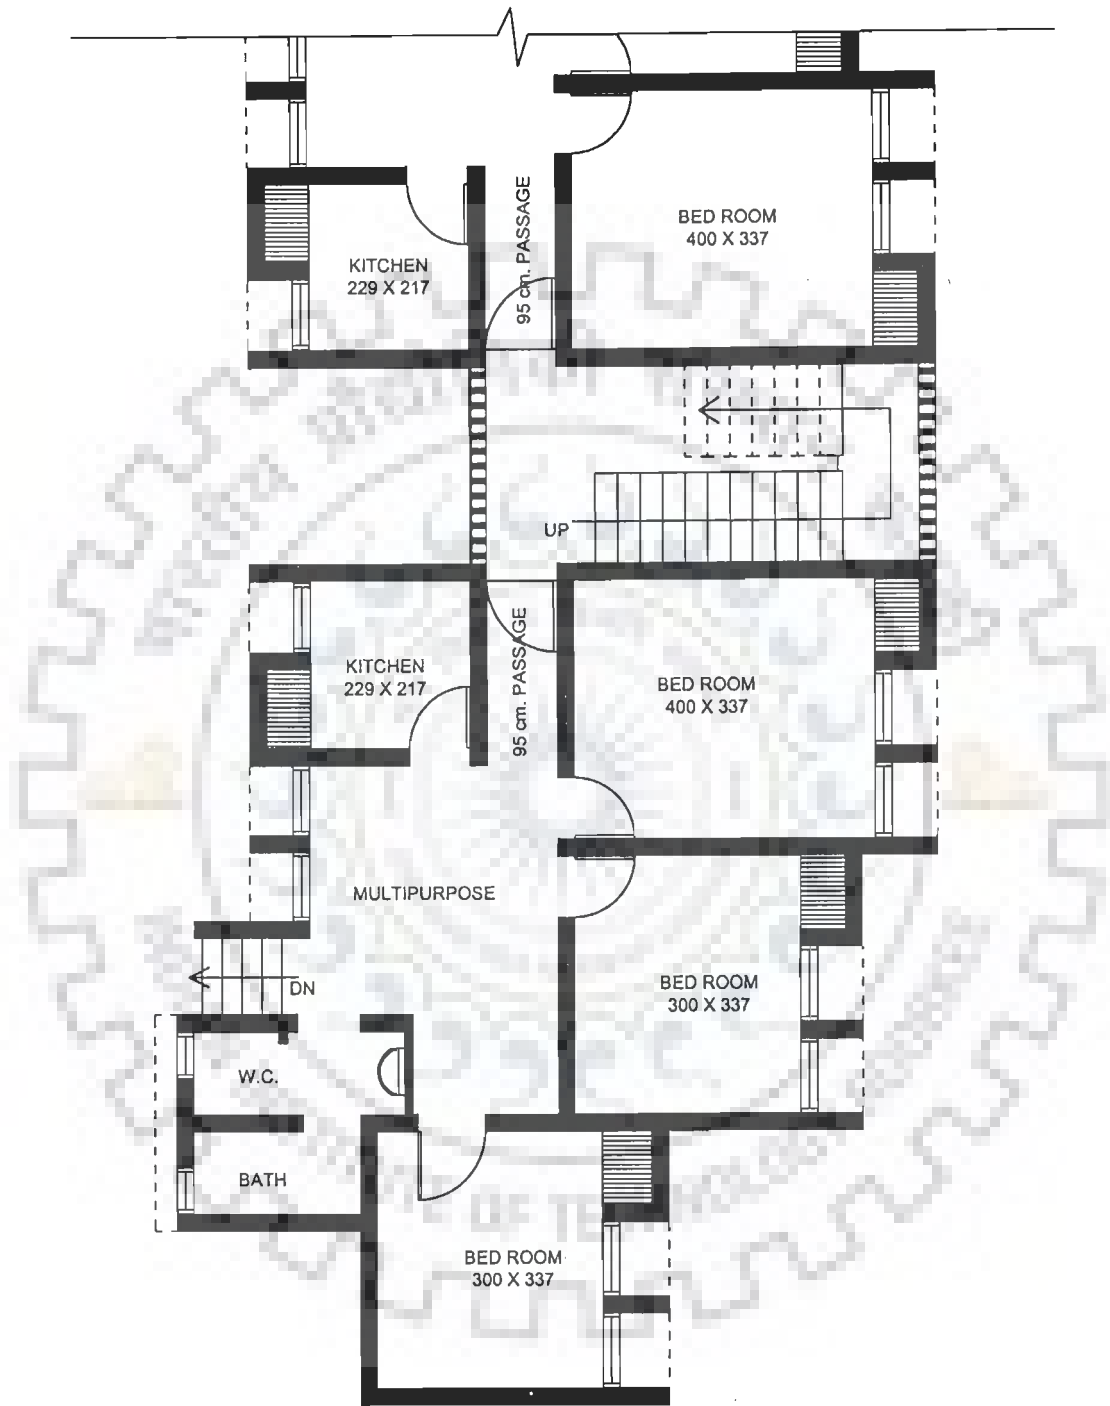 BED ROOM
400 X 337
95 cm. PASSAGE
KITCHEN
229 X 217
UP
95 cm. PASSAGE
KITCHEN
229 X 217
BED ROOM
400 X 337
MULTIPURPOSE
BED ROOM
300 X 337
DN
W.C.
BATH
BED ROOM
300 X 337